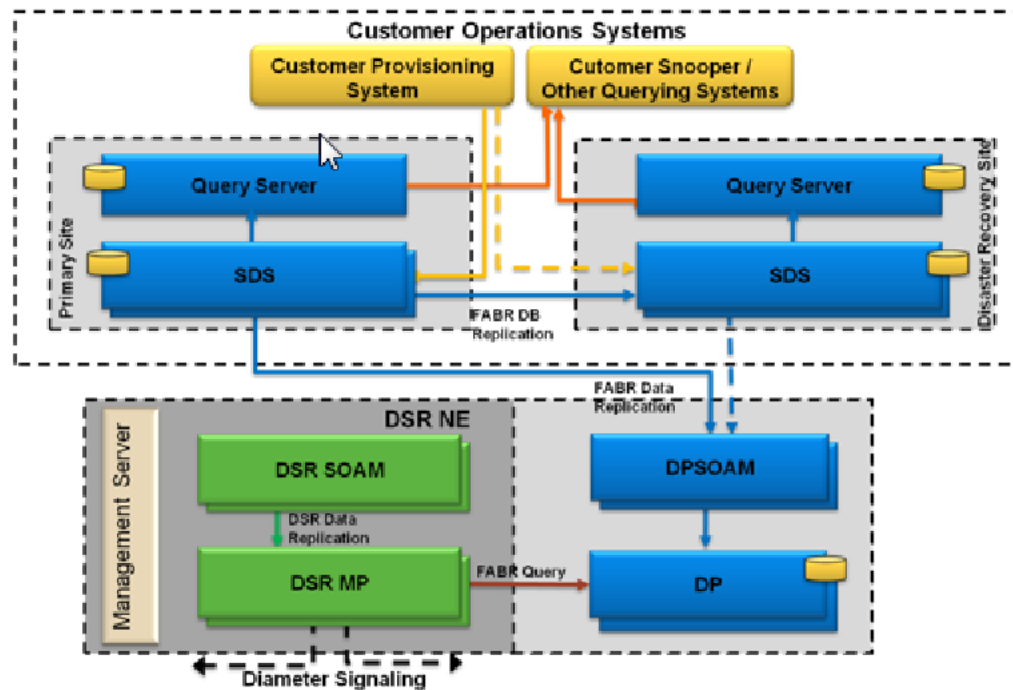 Customer Operations Systems
Customer Provisioning
System
Cutomer Snooper /
Other Querying Systems
Query Server
Query Server
Primary Site
Disaster Recovery Site
SDS
SDS
FABR DB
Replication
FABR Data
Replication
DSR NE
Management Server
DSR SOAM
DPSOAM
DSR Data
Replication
DSR MP
FABR Query
DP
Diameter Signaling